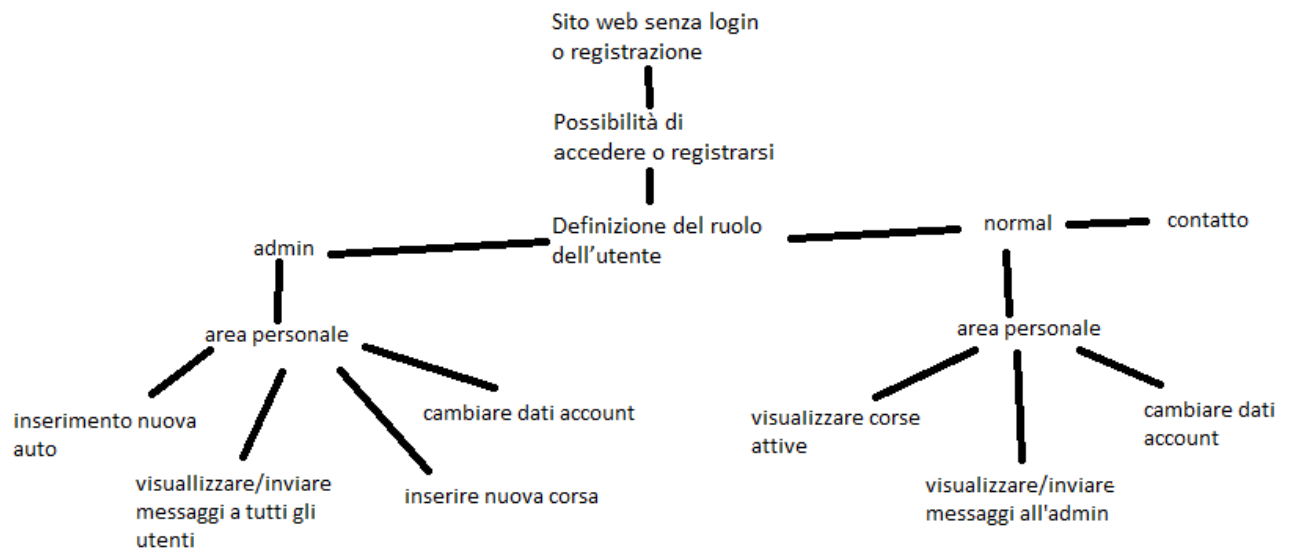 Sito web senza login
o registrazione
Possibilità di
accedere o registrarsi
Definizione del ruolo
dell'utente
admin
normal
contatto
area personale
area personale
inserimento nuova
auto
visuallizzare/inviare
messaggi a tutti gli
utenti
inserire nuova corsa
cambiare dati account
visualizzare corse
attive
visualizzare/inviare
messaggi all'admin
cambiare dati
account